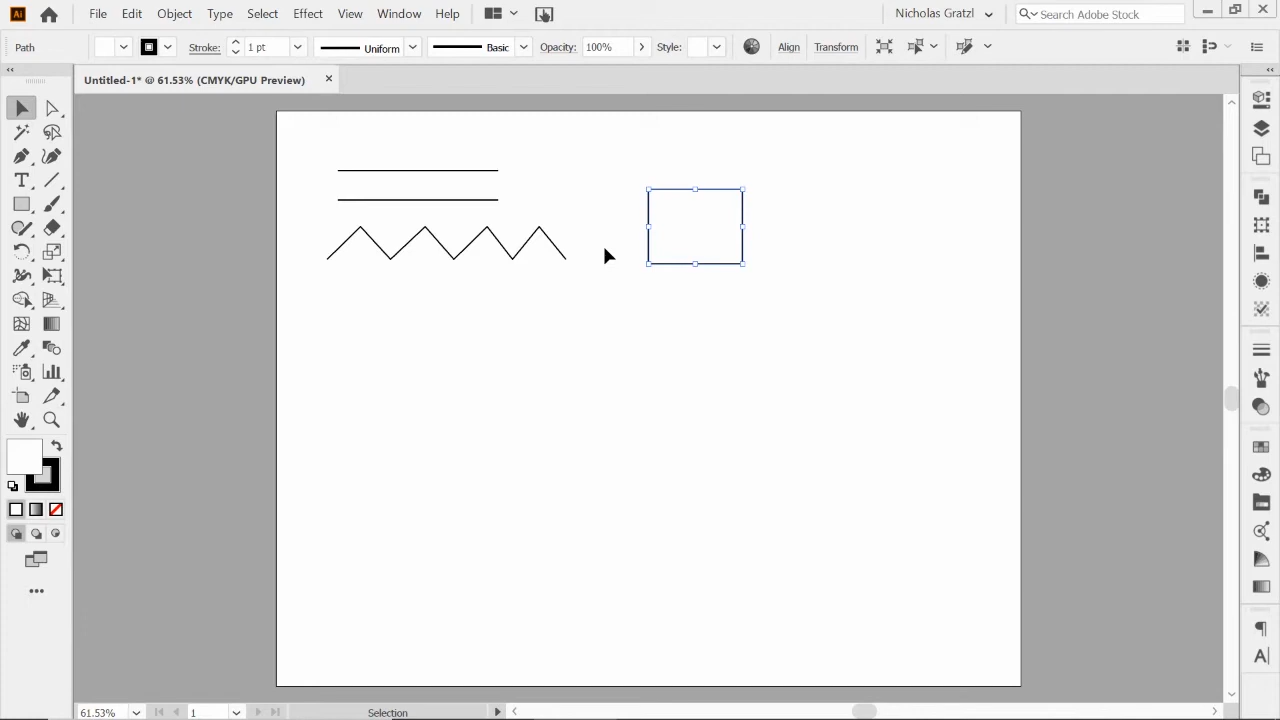 Ai File Edit Object Type Select Effect View Window Help Nicholas Gratzl Search Adobe Stock
Path Stroke: 1 pt Uniform Basic Opacity: 100% Style: Align Transform
Untitled-1* @ 61.53% (CMYK/GPU Preview) ×
61.53% 1 Selection